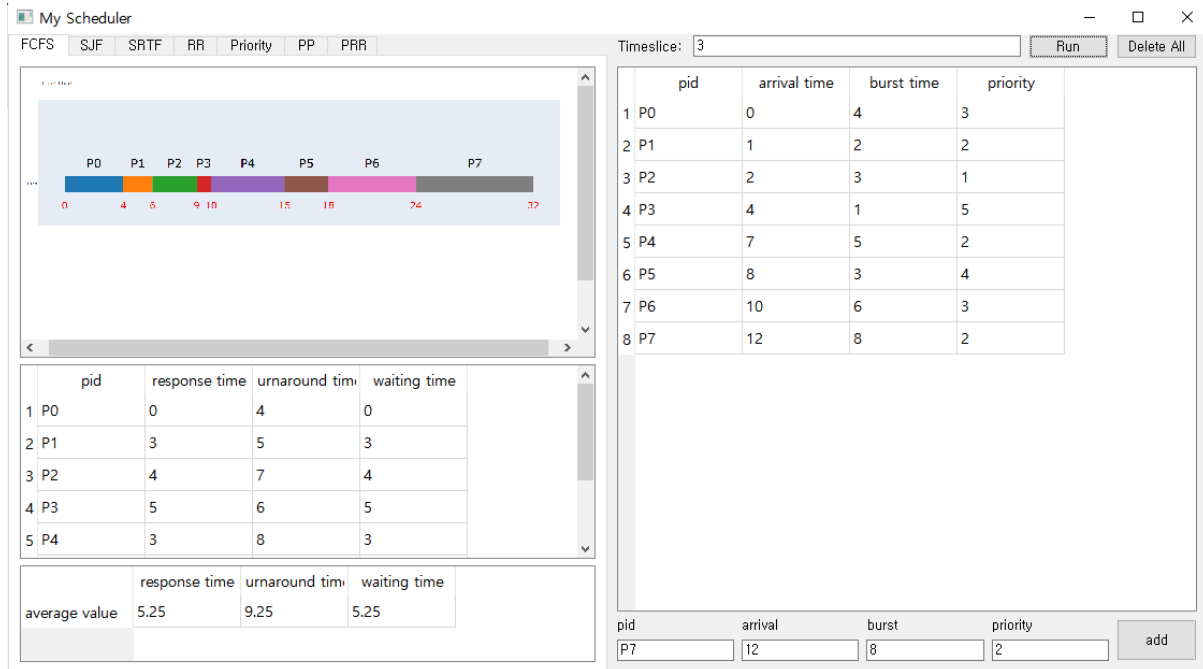 My Scheduler
FCFS SJF SRTF RR Priority PP PRR
P0 P1 P2 P3 P4 P5 P6 P7
0 4 6 9 10 15 18 24 32
pid response time urnaround time waiting time
1 P0 0 4 0
2 P1 3 5 3
3 P2 4 7 4
4 P3 5 6 5
5 P4 3 8 3
response time urnaround time waiting time
average value 5.25 9.25 5.25
Timeslice: 3 Run Delete All
pid arrival time burst time priority
1 P0 0 4 3
2 P1 1 2 2
3 P2 2 3 1
4 P3 4 1 5
5 P4 7 5 2
6 P5 8 3 4
7 P6 10 6 3
8 P7 12 8 2
pid arrival burst priority
P7 12 8 2 add